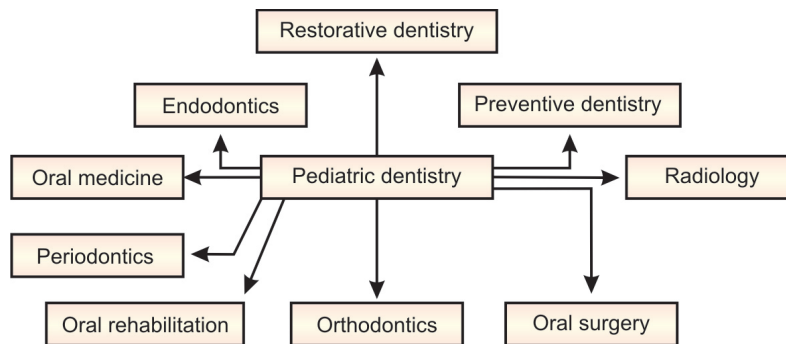 Restorative dentistry
Endodontics
Preventive dentistry
Oral medicine
Pediatric dentistry
Radiology
Periodontics
Oral rehabilitation
Orthodontics
Oral surgery